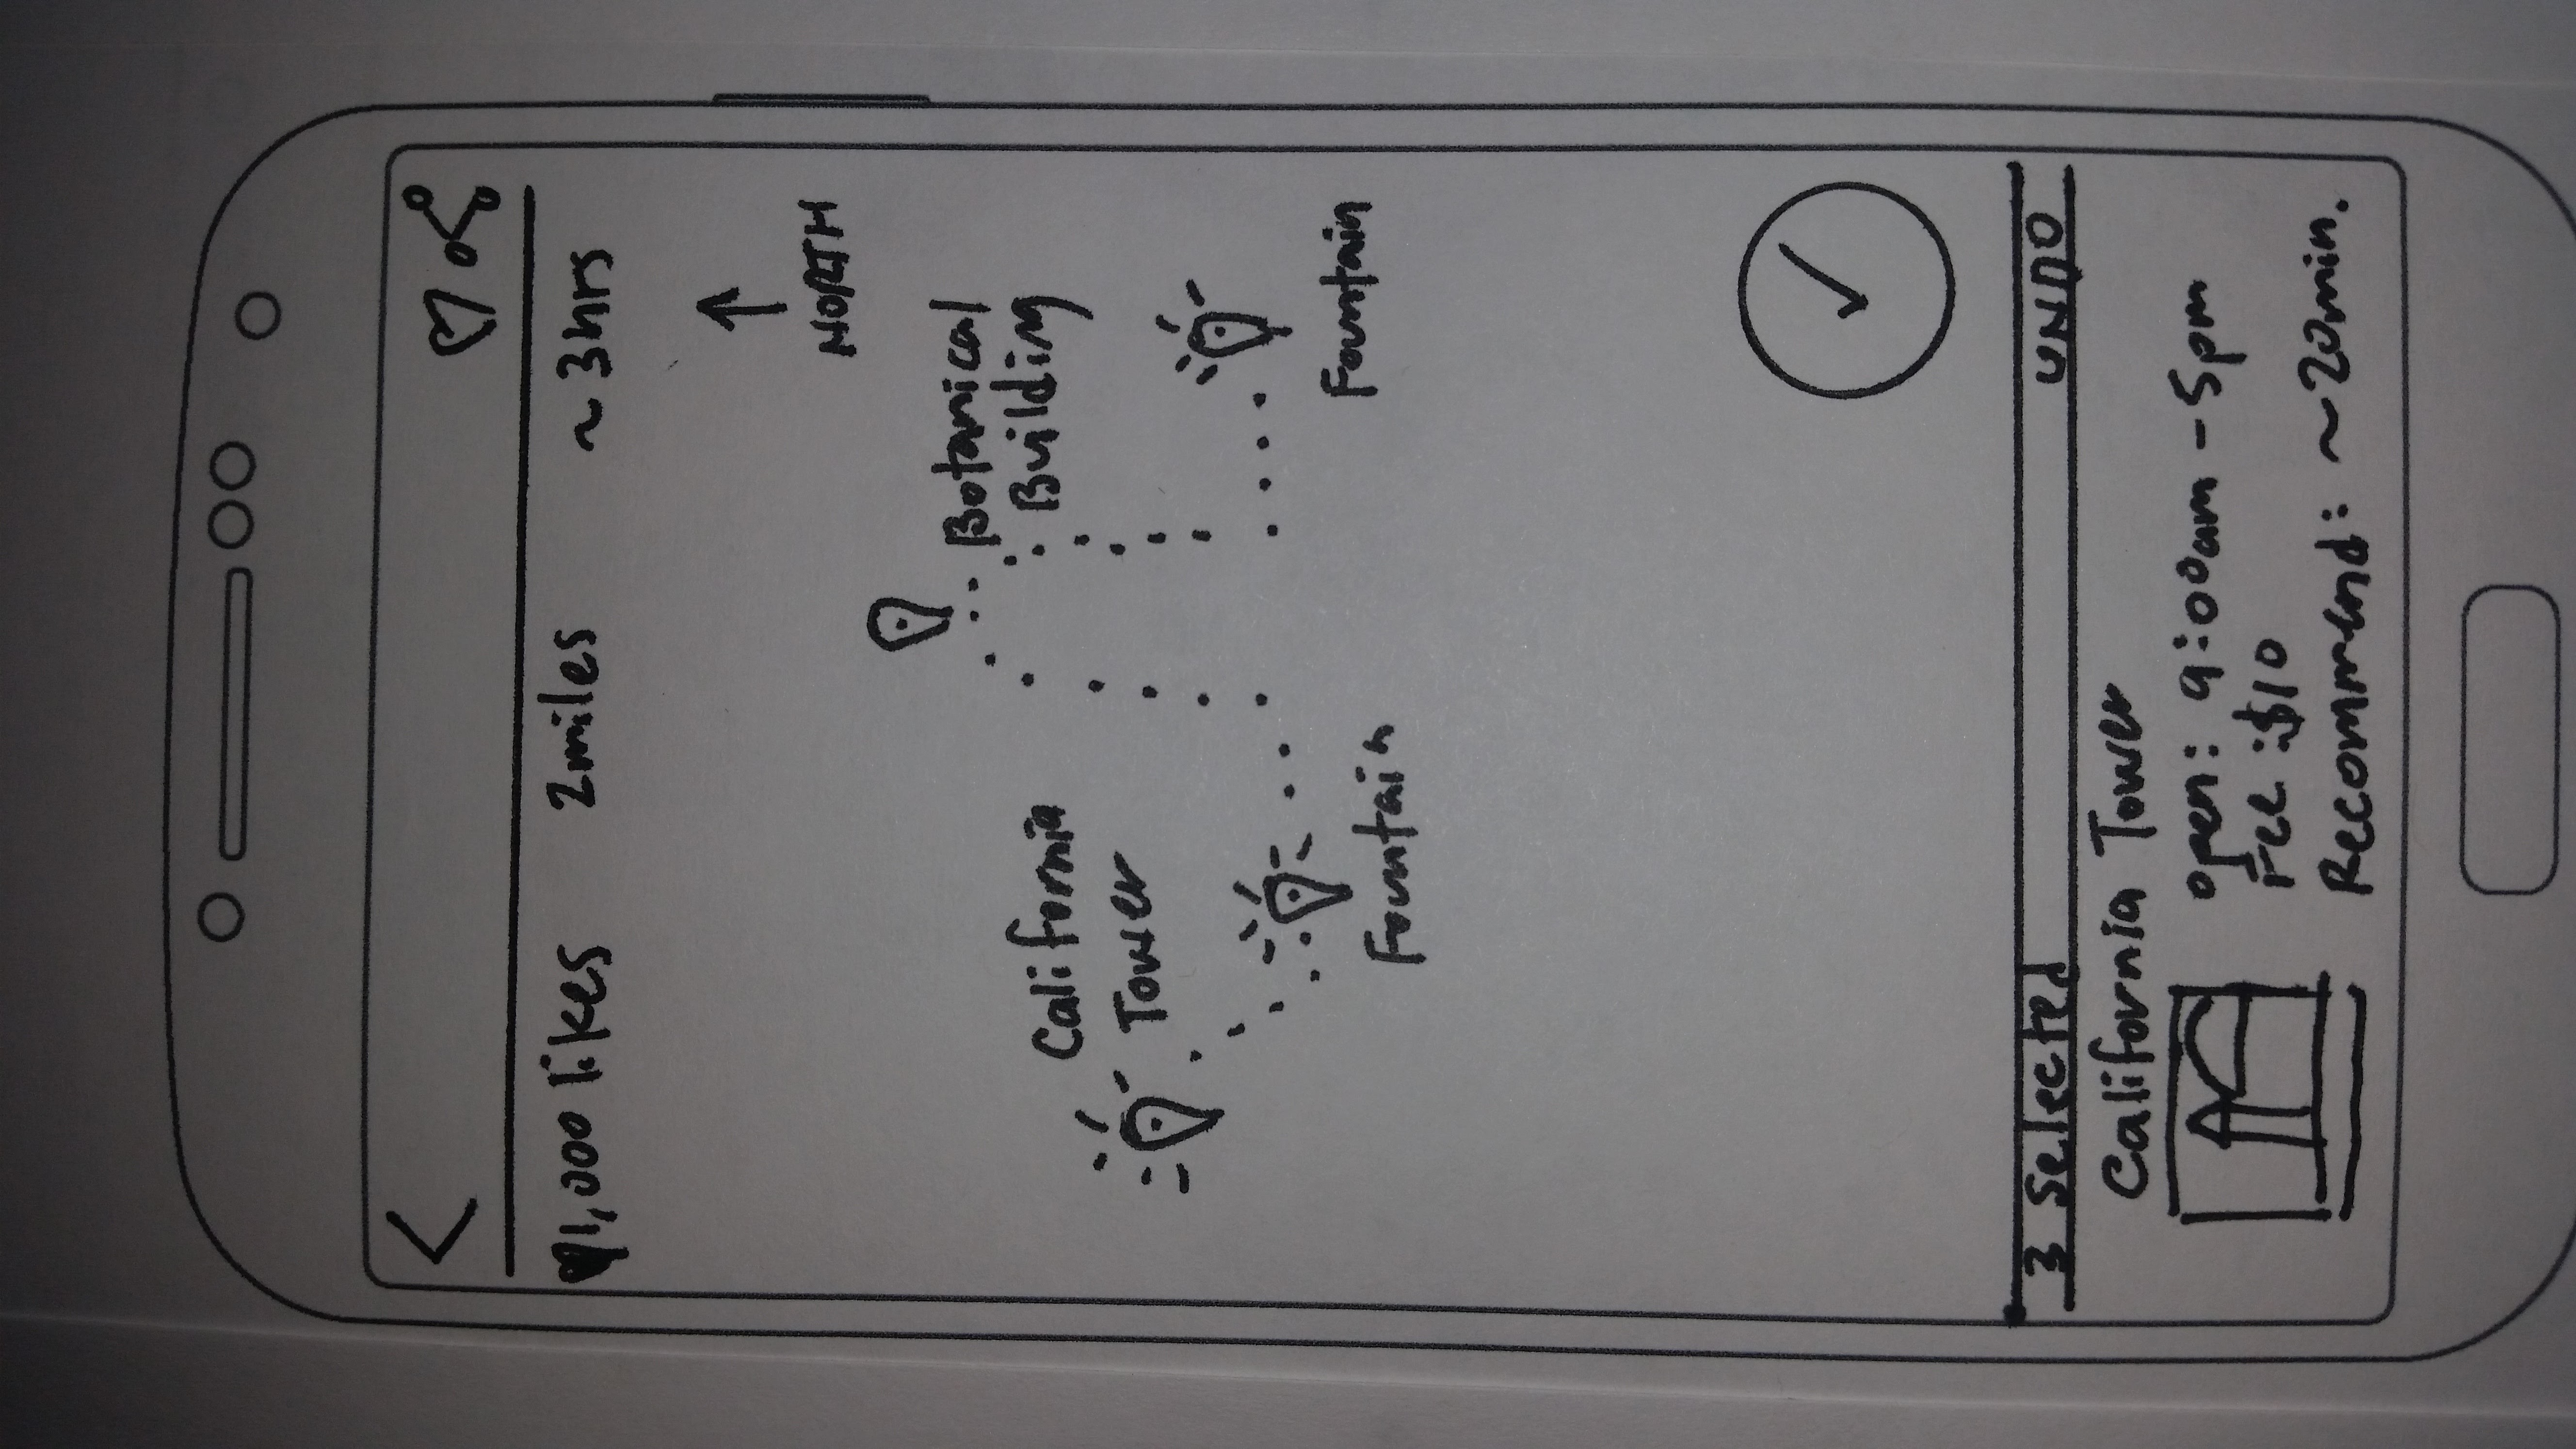 1,000 likes 2miles ~3hrs
NORTH
Botanical
Building
California
Tower
Fountain
Fountain
3 selected UNDO
California Tower
open: 9:00am - 5pm
Fee :$10
Recommend: ~20min.